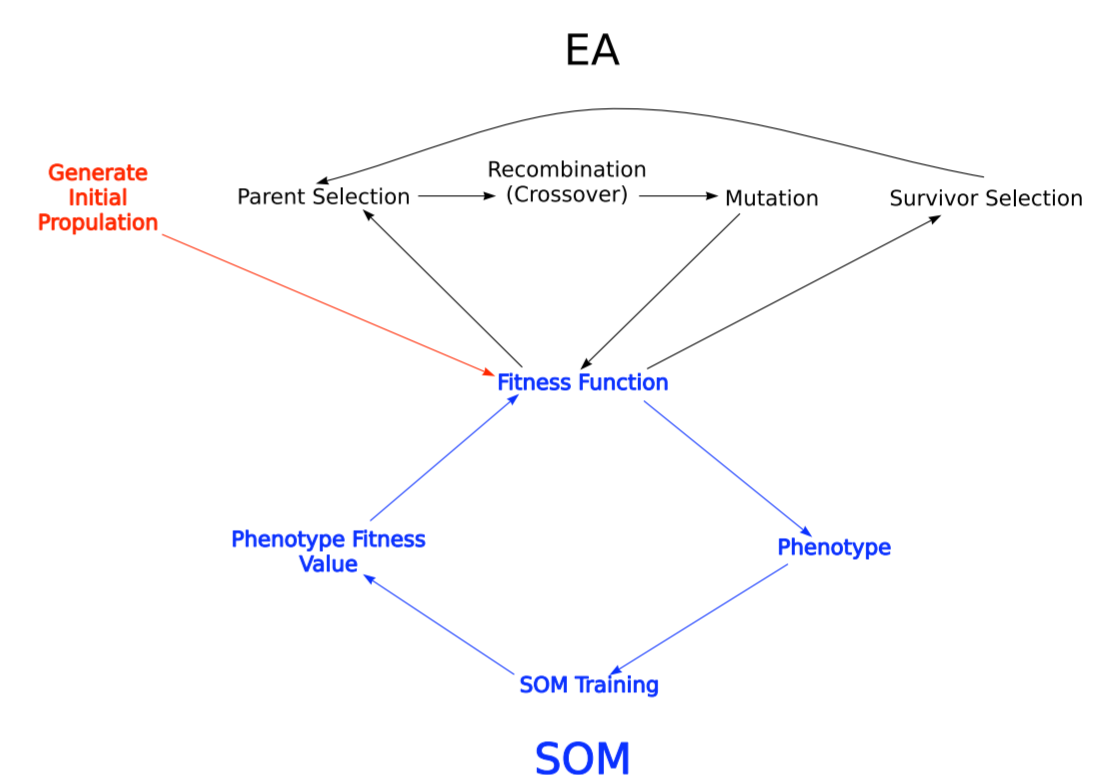 EA
Generate
Initial
Propulation
Parent Selection
Recombination
(Crossover)
Mutation
Survivor Selection
Fitness Function
Phenotype Fitness
Value
Phenotype
SOM Training
SOM